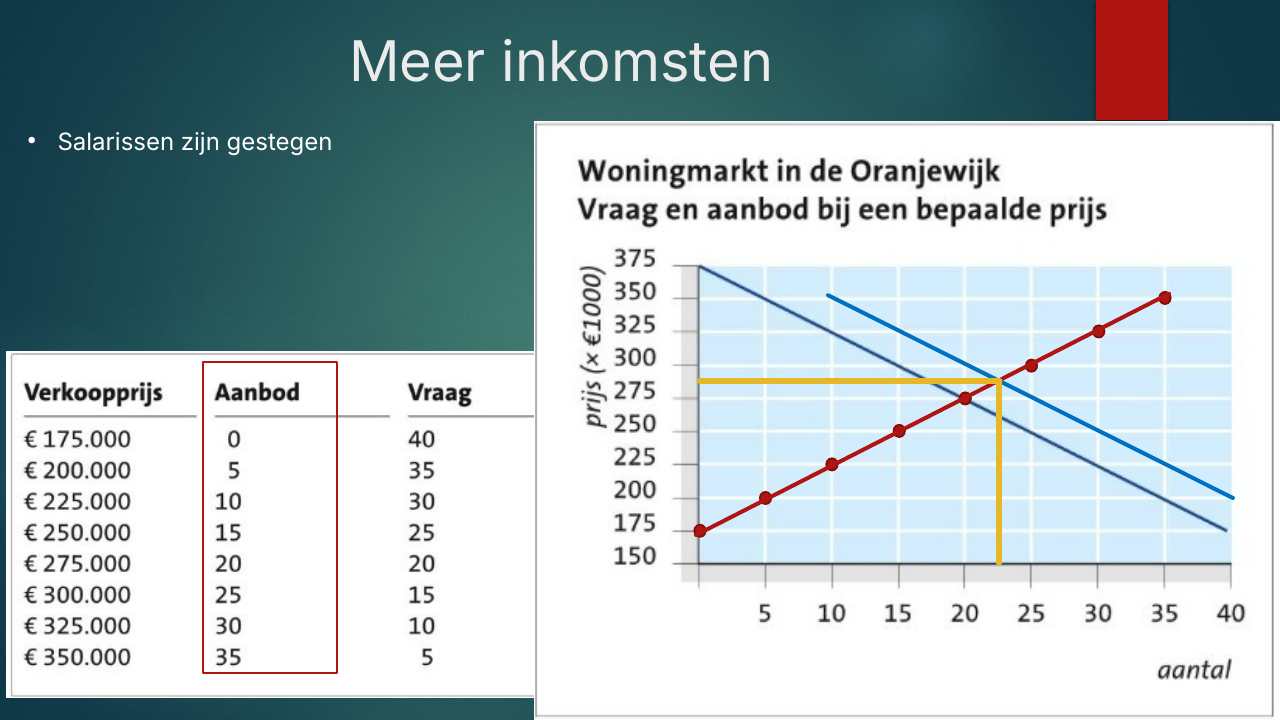 Meer inkomsten
• Salarissen zijn gestegen
Verkoopprijs Aanbod Vraag
€ 175.000 0 40
€ 200.000 5 35
€ 225.000 10 30
€ 250.000 15 25
€ 275.000 20 20
€ 300.000 25 15
€ 325.000 30 10
€ 350.000 35 5
Woningmarkt in de Oranjewijk
Vraag en aanbod bij een bepaalde prijs
prijs (× €1000)
375
350
325
300
275
250
225
200
175
150
5 10 15 20 25 30 35 40
aantal